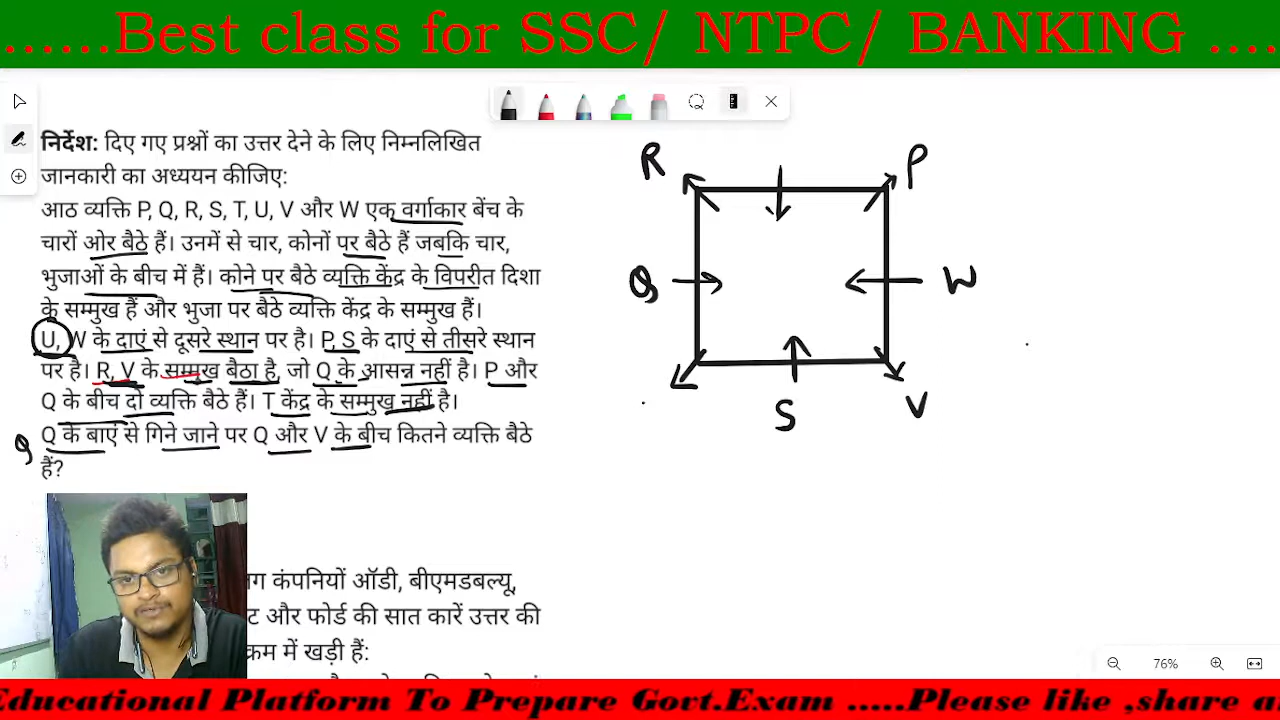 ......Best class for SSC/ NTPC/ BANKING ....
निर्देश: दिए गए प्रश्नों का उत्तर देने के लिए निम्नलिखित
जानकारी का अध्ययन कीजिए:
आठ व्यक्ति P, Q, R, S, T, U, V और W एक वर्गाकार बेंच के
चारों ओर बैठे हैं। उनमें से चार, कोनों पर बैठे हैं जबकि चार,
भुजाओं के बीच में हैं। कोने पर बैठे व्यक्ति केंद्र के विपरीत दिशा
के सम्मुख हैं और भुजा पर बैठे व्यक्ति केंद्र के सम्मुख हैं।
U, W के दाएं से दूसरे स्थान पर है। P, S के दाएं से तीसरे स्थान
पर है। R, V के सम्मुख बैठा है, जो Q के आसन्न नहीं है। P और
Q के बीच दो व्यक्ति बैठे हैं। T केंद्र के सम्मुख नहीं है।
Q के बाएं से गिने जाने पर Q और V के बीच कितने व्यक्ति बैठे
हैं?
Q
R
P
Q
W
S
V
कंपनियों ऑडी, बीएमडबल्यू,
और फोर्ड की सात कारें उत्तर की
क्रम में खड़ी हैं:
76%
Educational Platform To Prepare Govt.Exam .....Please like ,share a